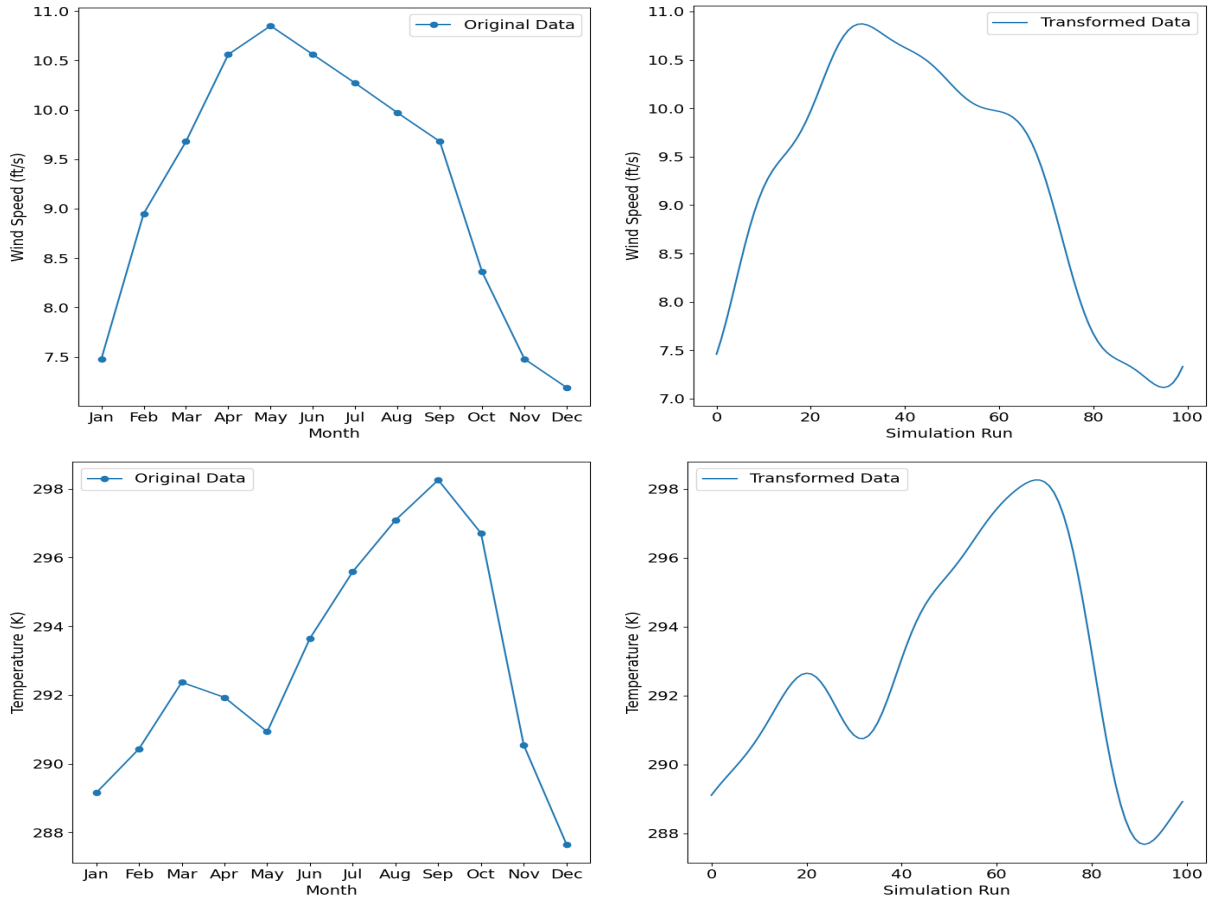 Original Data
11.0
10.5
10.0
9.5
9.0
8.5
8.0
7.5
Wind Speed (ft/s)
Jan Feb Mar Apr May Jun Jul Aug Sep Oct Nov Dec
Month
Transformed Data
11.0
10.5
10.0
9.5
9.0
8.5
8.0
7.5
7.0
Wind Speed (ft/s)
0 20 40 60 80 100
Simulation Run
Original Data
298
296
294
292
290
288
Temperature (K)
Jan Feb Mar Apr May Jun Jul Aug Sep Oct Nov Dec
Month
Transformed Data
298
296
294
292
290
288
Temperature (K)
0 20 40 60 80 100
Simulation Run